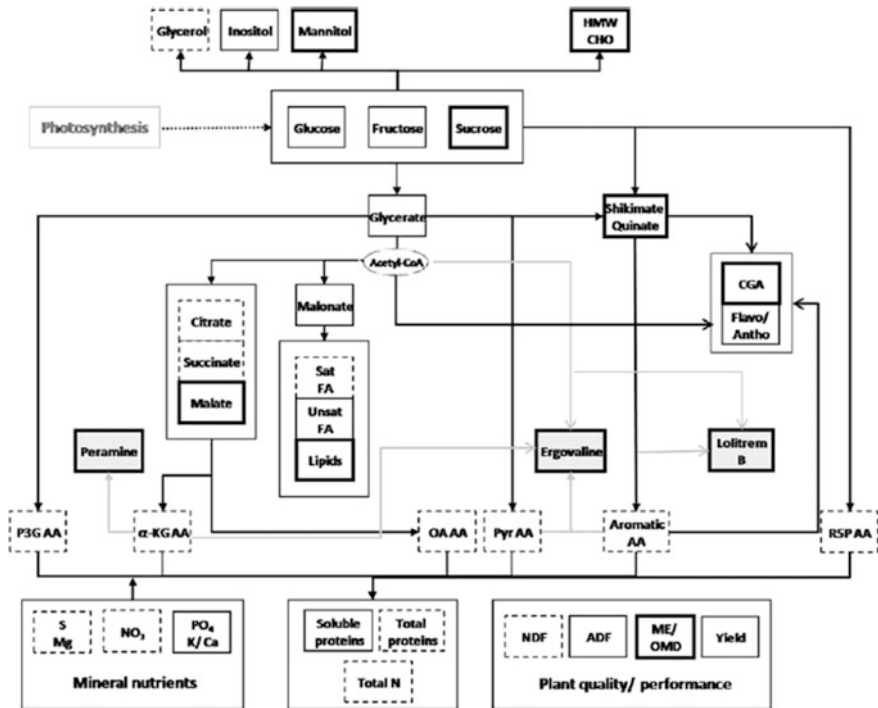 Glycerol
Inositol
Mannitol
HMW
CHO
Photosynthesis
Glucose
Fructose
Sucrose
Glycerate
Shikimate
Quinate
Acetyl-CoA
Citrate
Malonate
CGA
Flavo/
Antho
Succinate
Sat
FA
Malate
Unsat
FA
Peramine
Lipids
Ergovaline
Lolitrem
B
P3G AA
α-KG AA
OA AA
Pyr AA
Aromatic
AA
R5P AA
S
Mg
NO₃
PO₄
K/ Ca
Mineral nutrients
Soluble
proteins
Total
proteins
Total N
NDF
ADF
ME/
OMD
Yield
Plant quality/ performance